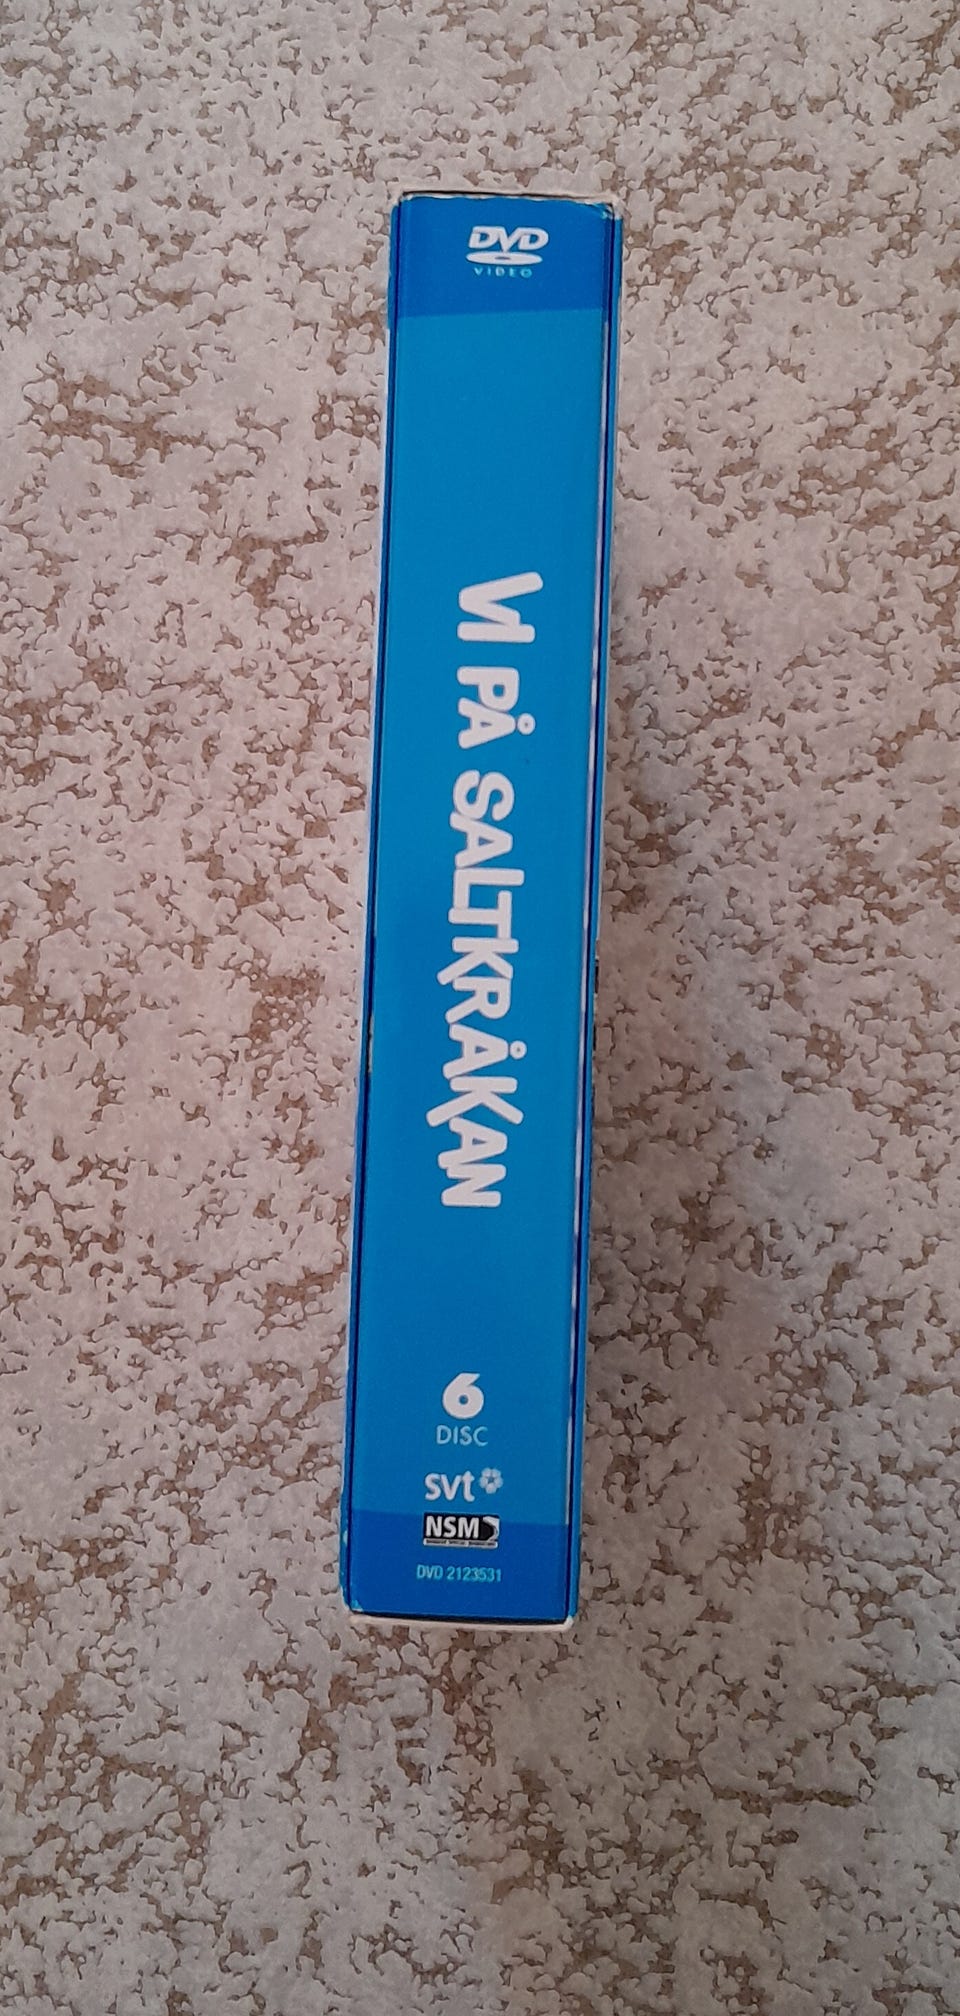 DVD
VIDEO
VI PÅ SALTKRÅKAN
6
DISC
svt
NSM
DVD 2123531